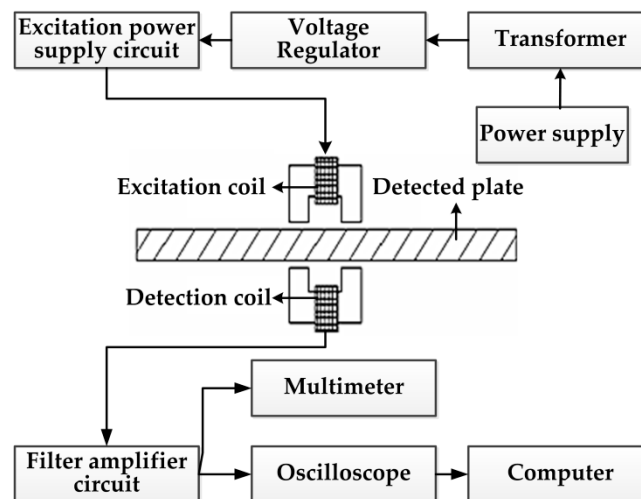 Excitation power
supply circuit
Voltage
Regulator
Transformer
Power supply
Excitation coil
Detected plate
Detection coil
Multimeter
Filter amplifier
circuit
Oscilloscope
Computer